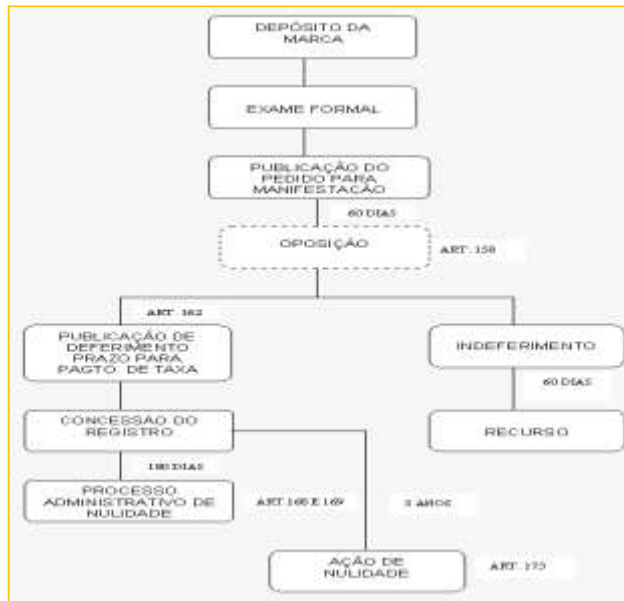 DEPÓSITO DA
MARCA
EXAME FORMAL
PUBLICAÇÃO DO
PEDIDO PARA
MANIFESTAÇÃO
60 DIAS
OPOSIÇÃO
ART. 158
ART. 162
PUBLICAÇÃO DE
DEFERIMENTO
PRAZO PARA
PAGTO. DE TAXA
INDEFERIMENTO
60 DIAS
CONCESSÃO DO
REGISTRO
RECURSO
180 DIAS
PROCESSO
ADMINISTRATIVO DE
NULIDADE
ART 168 E 169
ANOS
AÇÃO DE
NULIDADE
ART. 173